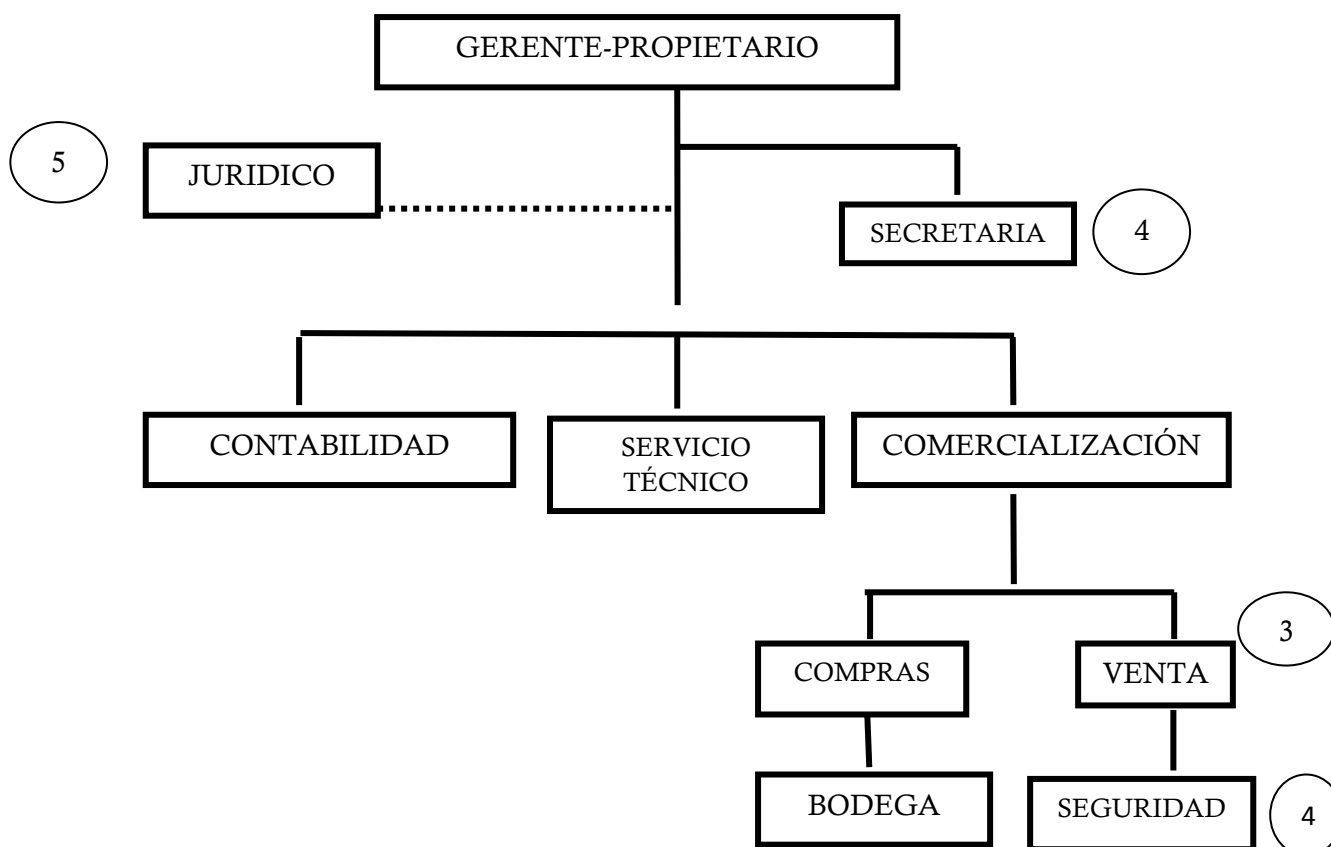 GERENTE-PROPIETARIO
5
JURIDICO
SECRETARIA
4
CONTABILIDAD
SERVICIO
TÉCNICO
COMERCIALIZACIÓN
3
COMPRAS
VENTA
BODEGA
SEGURIDAD
4